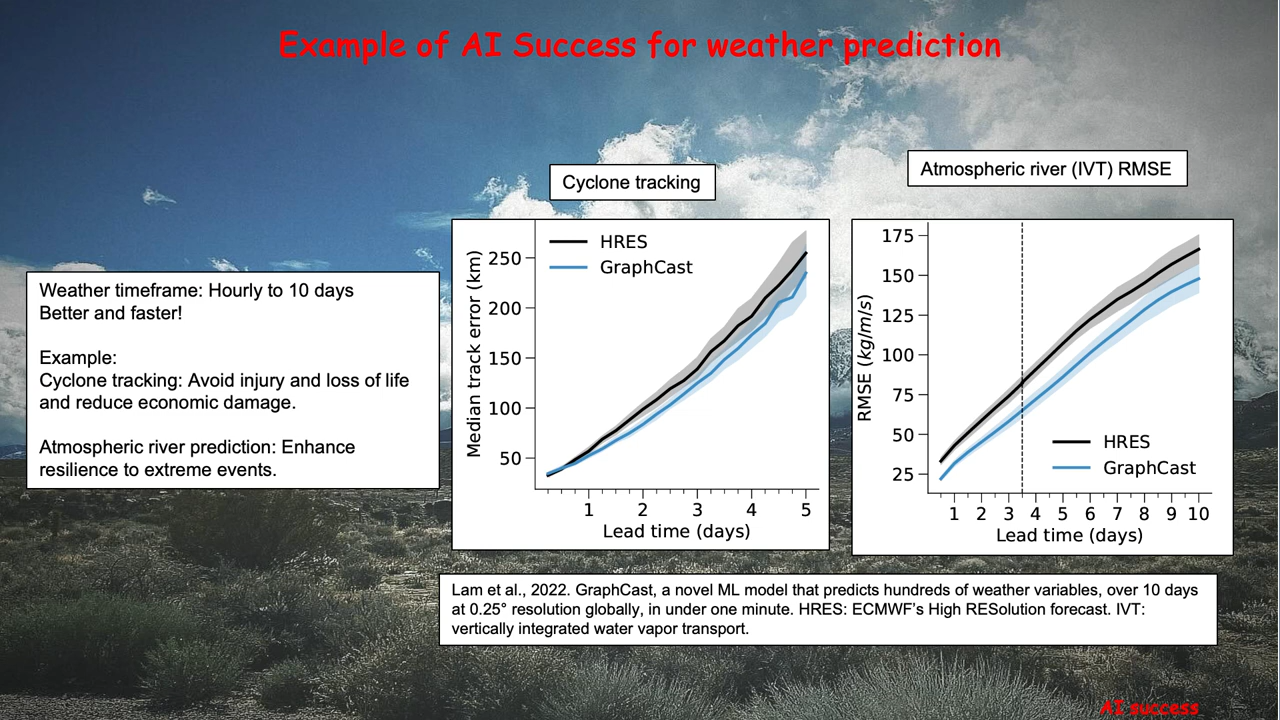 Example of AI Success for weather prediction
Cyclone tracking
Atmospheric river (IVT) RMSE
Weather timeframe: Hourly to 10 days
Better and faster!
Example:
Cyclone tracking: Avoid injury and loss of life
and reduce economic damage.
Atmospheric river prediction: Enhance
resilience to extreme events.
Median track error (km)
250
200
150
100
50
HRES
GraphCast
1 2 3 4 5
Lead time (days)
RMSE (kg/m/s)
175
150
125
100
75
50
25
HRES
GraphCast
1 2 3 4 5 6 7 8 9 10
Lead time (days)
Lam et al., 2022. GraphCast, a novel ML model that predicts hundreds of weather variables, over 10 days
at 0.25° resolution globally, in under one minute. HRES: ECMWF's High RESolution forecast. IVT:
vertically integrated water vapor transport.
AI success